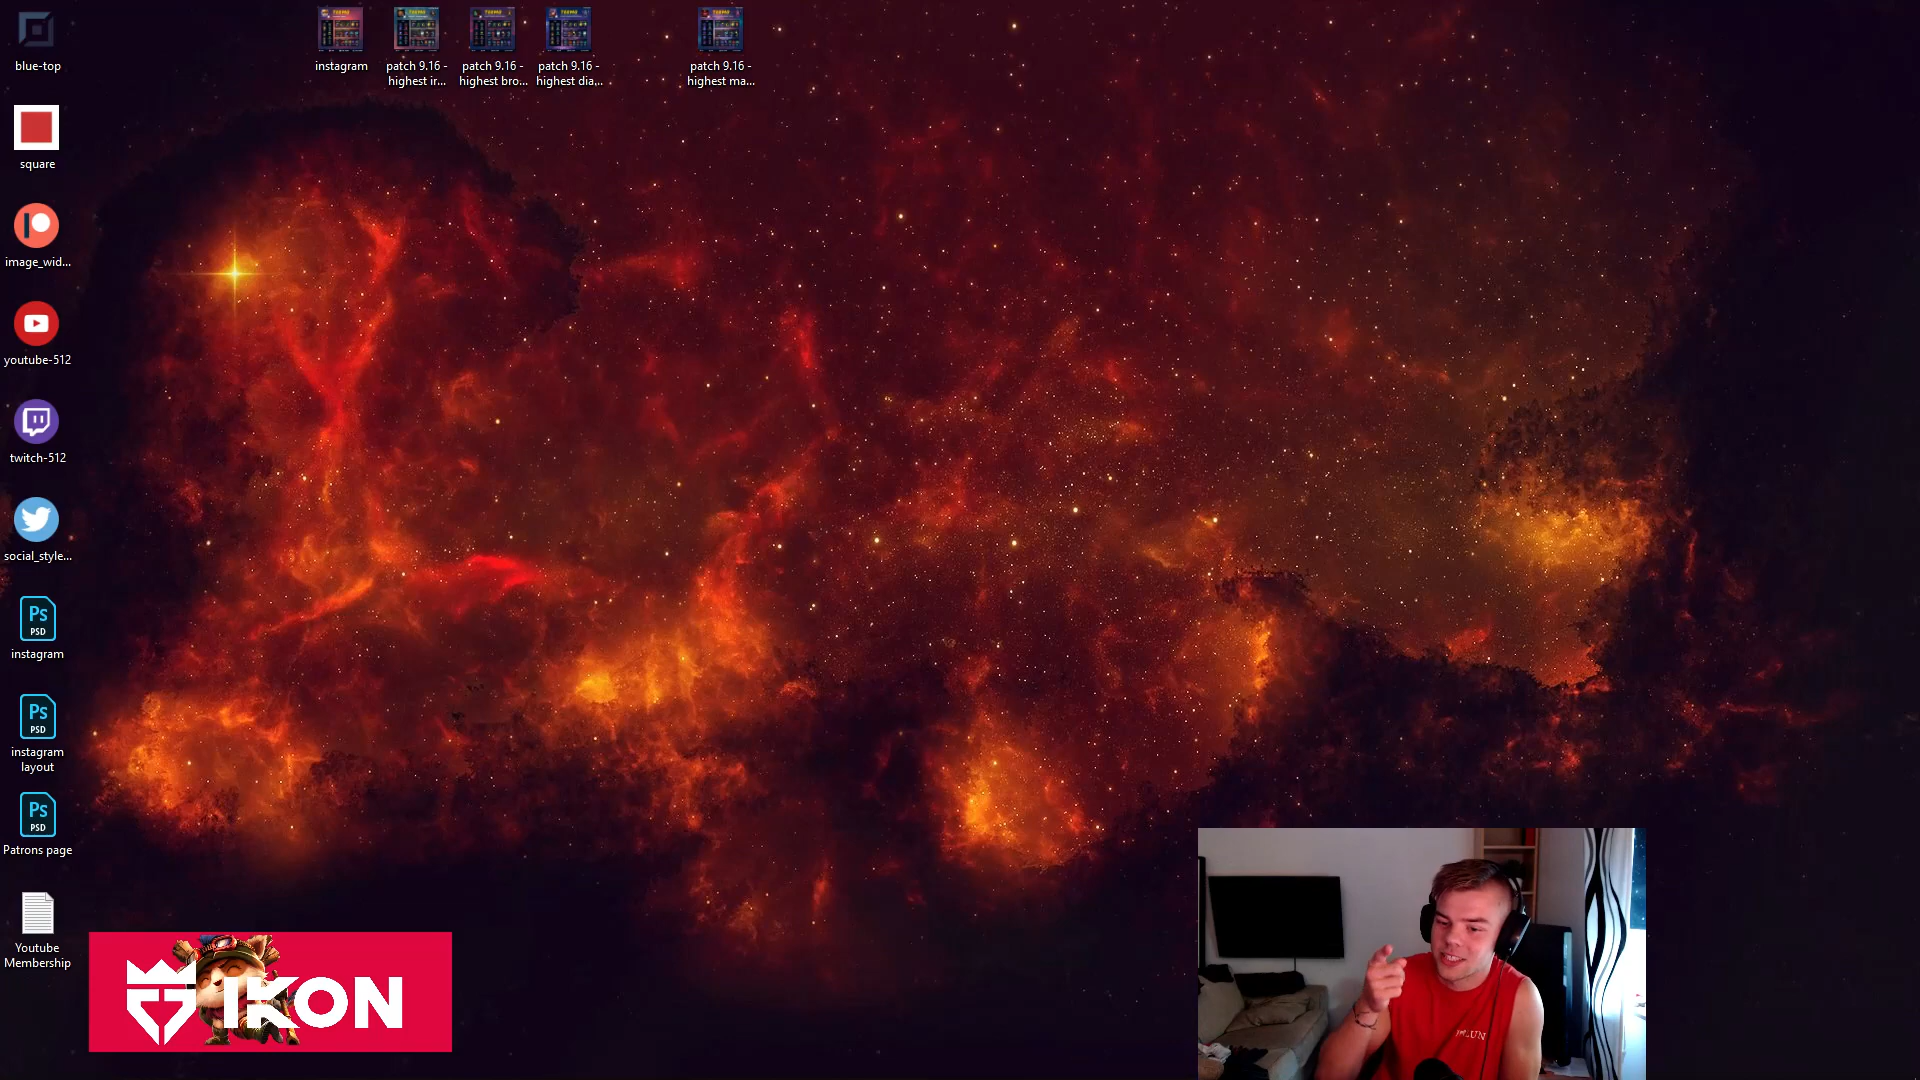 blue-top
square
image_wid...
youtube-512
twitch-512
social_style...
Ps
PSD
instagram
Ps
PSD
instagram
layout
Ps
PSD
Patrons page
Youtube
Membership
instagram
patch 9.16 -
highest ir...
patch 9.16 -
highest bro...
patch 9.16 -
highest dia...
patch 9.16 -
highest ma...
IKON